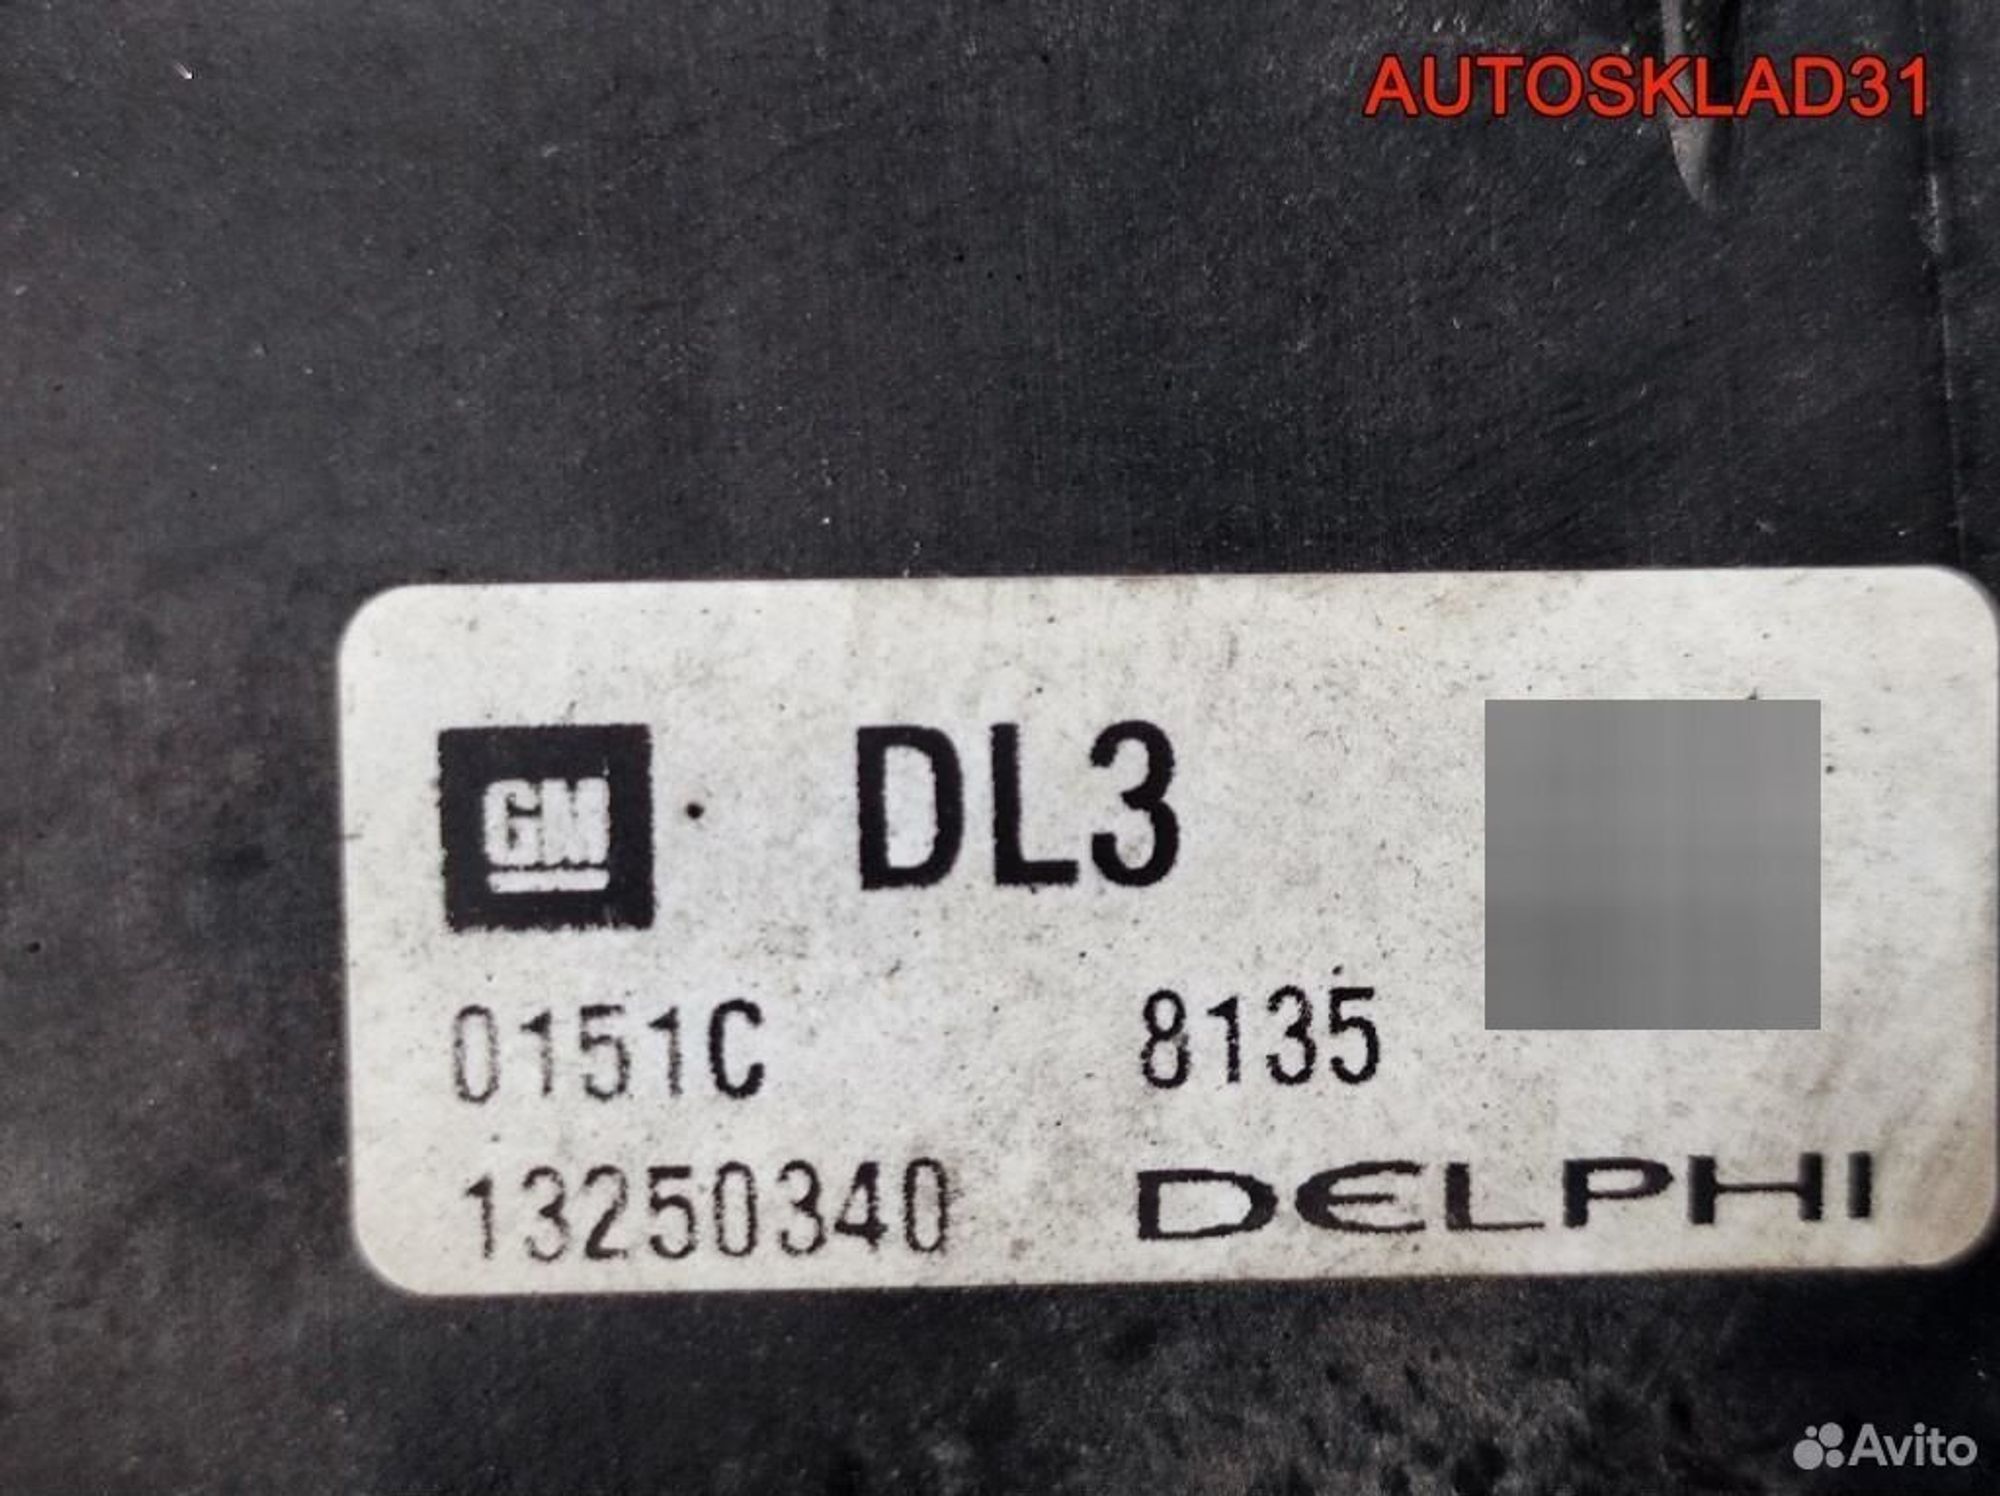 AUTOSKLAD31
GM DL3
0151C 8135
13250340 DELPHI
Avito